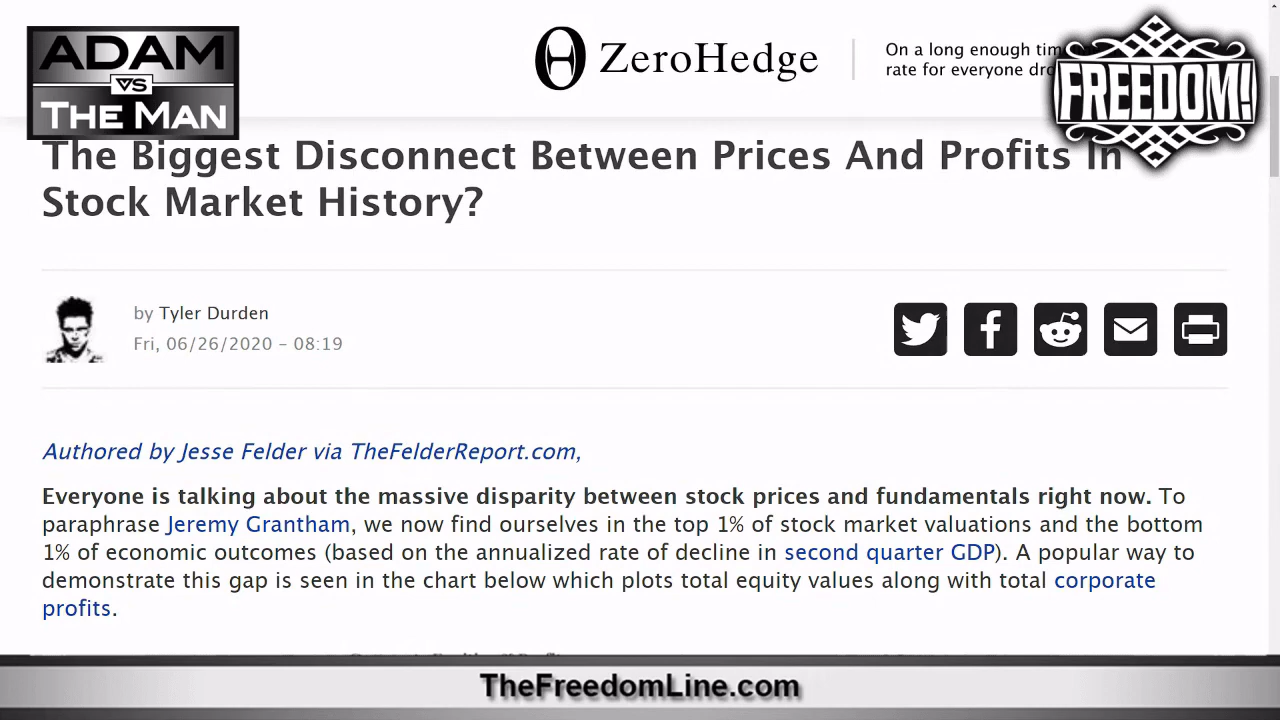 ADAM
VS
THE MAN
ZeroHedge
On a long enough tim
rate for everyone dro
FREEDOM!
The Biggest Disconnect Between Prices And Profits In
Stock Market History?
by Tyler Durden
Fri, 06/26/2020 - 08:19
Authored by Jesse Felder via TheFelderReport.com,
Everyone is talking about the massive disparity between stock prices and fundamentals right now. To
paraphrase Jeremy Grantham, we now find ourselves in the top 1% of stock market valuations and the bottom
1% of economic outcomes (based on the annualized rate of decline in second quarter GDP). A popular way to
demonstrate this gap is seen in the chart below which plots total equity values along with total corporate
profits.
TheFreedomLine.com